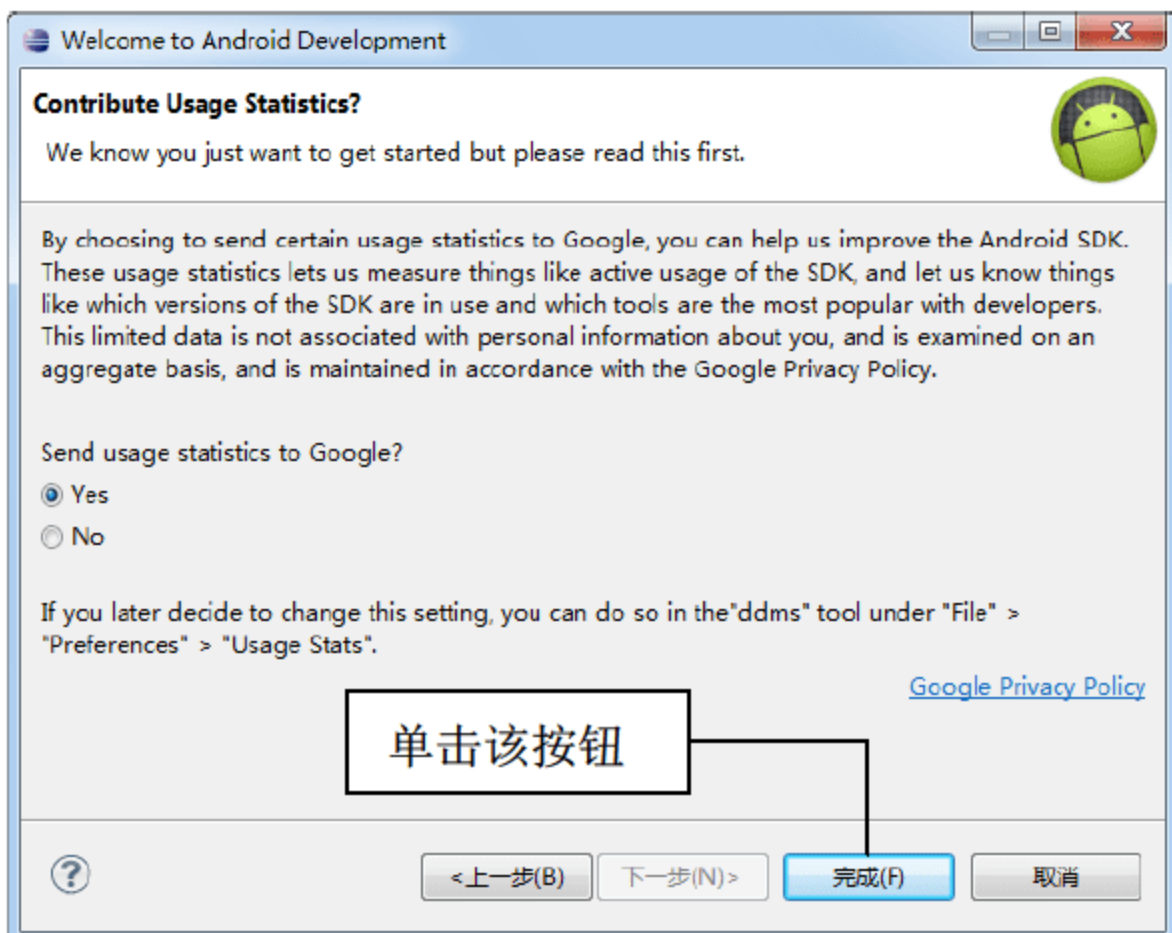 Welcome to Android Development
Contribute Usage Statistics?
We know you just want to get started but please read this first.
By choosing to send certain usage statistics to Google, you can help us improve the Android SDK.
These usage statistics lets us measure things like active usage of the SDK, and let us know things
like which versions of the SDK are in use and which tools are the most popular with developers.
This limited data is not associated with personal information about you, and is examined on an
aggregate basis, and is maintained in accordance with the Google Privacy Policy.
Send usage statistics to Google?
Yes
No
If you later decide to change this setting, you can do so in the"ddms" tool under "File" >
"Preferences" > "Usage Stats".
Google Privacy Policy
单击该按钮
?
<上一步(B) 下一步(N)> 完成(F) 取消